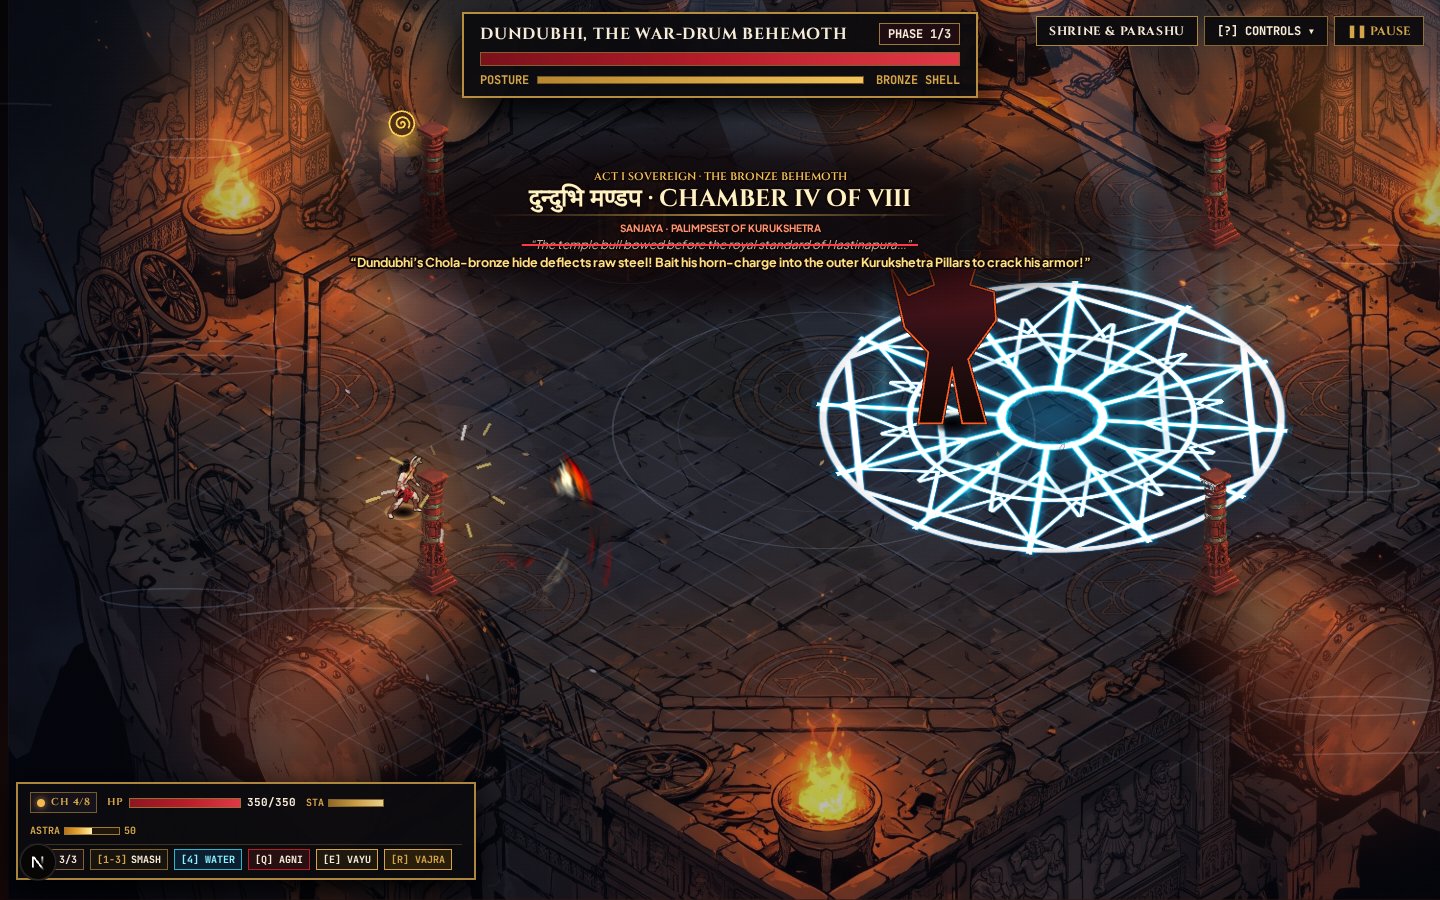 DUNDUBHI, THE WAR-DRUM BEHEMOTH
PHASE 1/3
POSTURE
BRONZE SHELL
SHRINE & PARASHU
[?] CONTROLS ▾
PAUSE
ACT I SOVEREIGN · THE BRONZE BEHEMOTH
दुन्दुभि मण्डप · CHAMBER IV OF VIII
SANJAYA · PALIMPSEST OF KURUKSHETRA
"The temple bull bowed before the royal standard of Hastinapura..."
“Dundubhi’s Chola-bronze hide deflects raw steel! Bait his horn-charge into the outer Kurukshetra Pillars to crack his armor!”
CH 4/8
HP
350/350
STA
ASTRA
50
N
3/3
[1-3] SMASH
[4] WATER
[Q] AGNI
[E] VAYU
[R] VAJRA